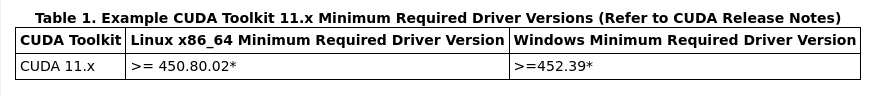 Table 1. Example CUDA Toolkit 11.x Minimum Required Driver Versions (Refer to CUDA Release Notes)
CUDA Toolkit Linux x86_64 Minimum Required Driver Version Windows Minimum Required Driver Version
CUDA 11.x >= 450.80.02* >=452.39*